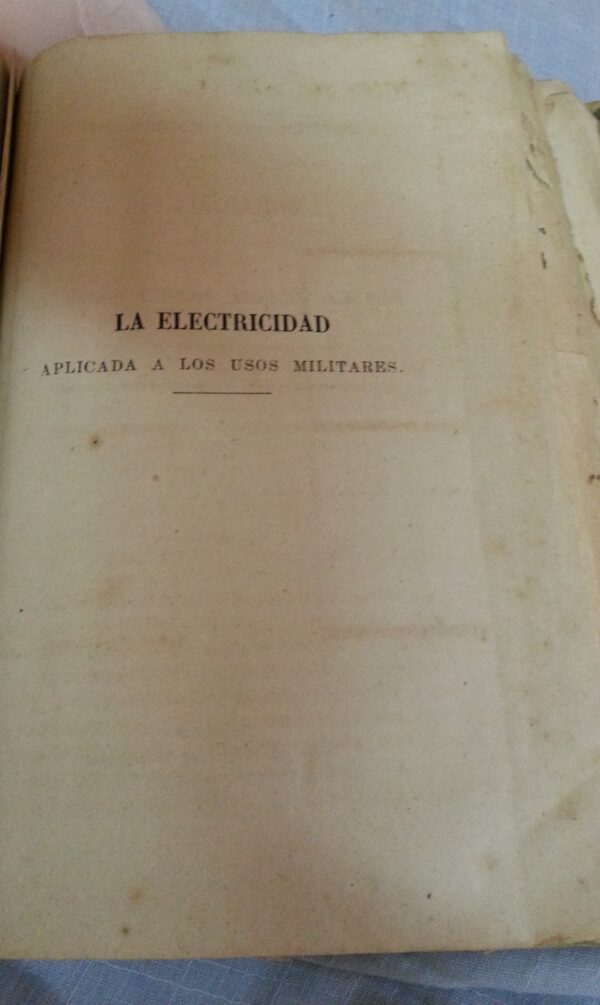 LA ELECTRICIDAD
APLICADA A LOS USOS MILITARES.